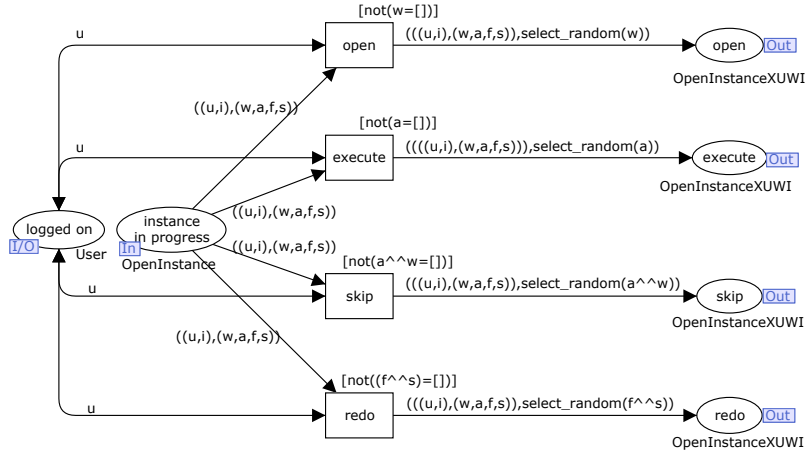 [not(w=[])]
u
open
(((u,i),(w,a,f,s)),select_random(w))
open
Out
OpenInstanceXUWI
((u,i),(w,a,f,s))
[not(a=[])]
u
execute
((((u,i),(w,a,f,s))),select_random(a))
execute
Out
OpenInstanceXUWI
((u,i),(w,a,f,s))
logged on
I/O
User
instance
in progress
In
OpenInstance
((u,i),(w,a,f,s))
[not(a^^w=[])]
u
skip
(((u,i),(w,a,f,s)),select_random(a^^w))
skip
Out
OpenInstanceXUWI
((u,i),(w,a,f,s))
[not((f^^s)=[])]
u
redo
(((u,i),(w,a,f,s)),select_random(f^^s))
redo
Out
OpenInstanceXUWI